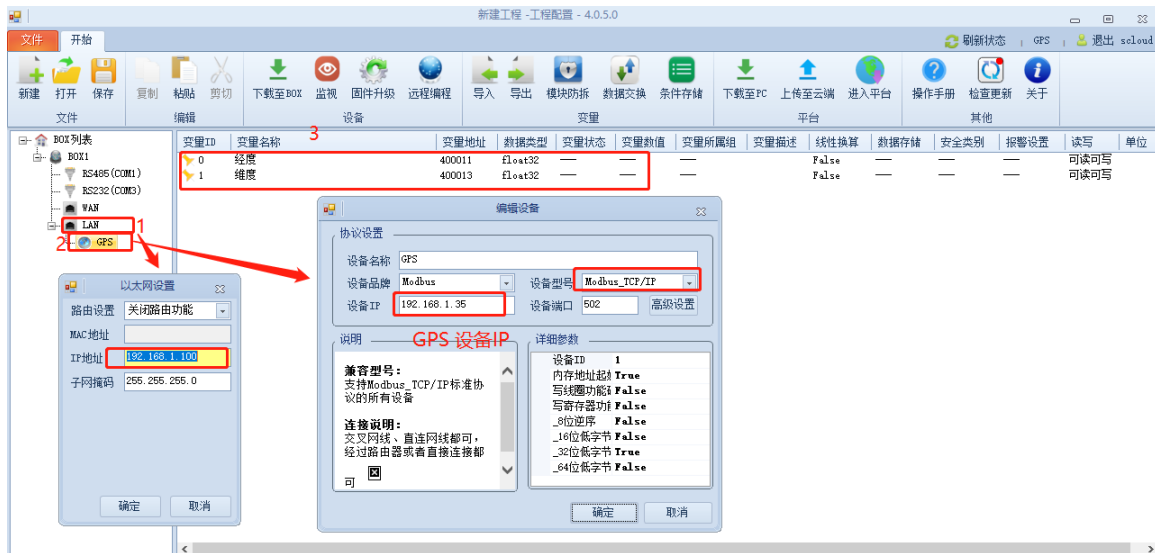 新建工程 -工程配置 - 4.0.5.0
文件 开始 刷新状态 GPS 退出 scloud
新建 打开 保存 复制 粘贴 剪切 下载至BOX 监视 固件升级 远程编程 导入 导出 模块防拆 数据交换 条件存储 下载至PC 上传至云端 进入平台 操作手册 检查更新 关于
文件 编辑 设备 变量 平台 其他
BOX列表
BOX1
RS485(COM1)
RS232(COM3)
WAN
LAN 1
2 GPS
3
变量ID 变量名称 变量地址 数据类型 变量状态 变量数值 变量所属组 变量描述 线性换算 数据存储 安全类别 报警设置 读写 单位
0 经度 400011 float32 — — — False — — — 可读可写
1 维度 400013 float32 — — — False — — — 可读可写
以太网设置
路由设置 关闭路由功能
MAC地址
IP地址 192.168.1.100
子网掩码 255.255.255.0
确定 取消
编辑设备
协议设置
设备名称 GPS
设备品牌 Modbus 设备型号 Modbus_TCP/IP
设备IP 192.168.1.35 设备端口 502 高级设置
GPS 设备IP
说明
兼容型号:
支持Modbus_TCP/IP标准协
议的所有设备
连接说明:
交叉网线、直连网线都可,
经过路由器或者直接连接都
可
详细参数
设备ID 1
内存地址起 True
写线圈功能 False
写寄存器功 False
_8位逆序 False
_16位低字节 False
_32位低字节 True
_64位低字节 False
确定 取消